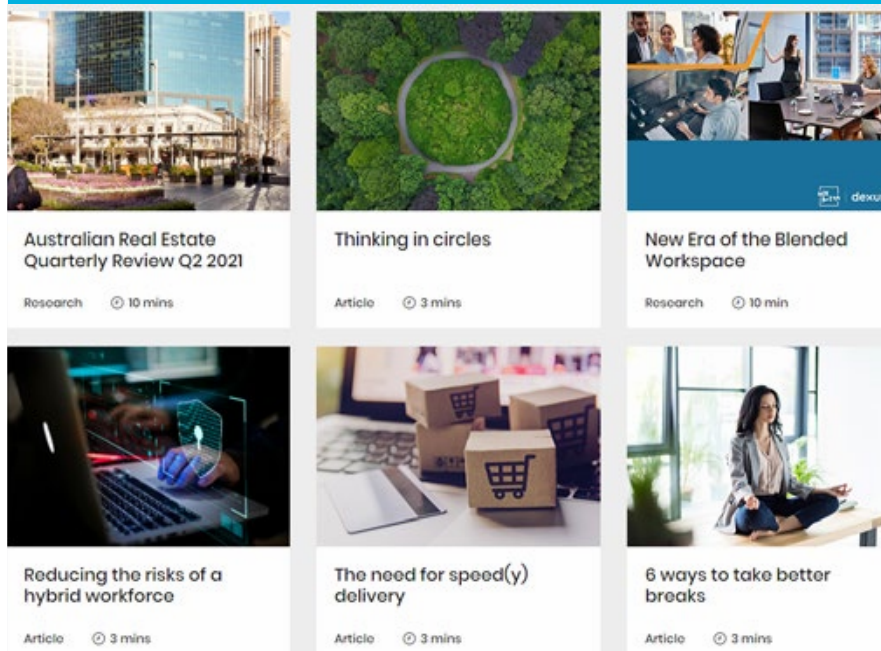 Australian Real Estate
Quarterly Review Q2 2021
Research 10 mins
Thinking in circles
Article 3 mins
dexu
New Era of the Blended
Workspace
Research 10 min
Reducing the risks of a
hybrid workforce
Article 3 mins
The need for speed(y)
delivery
Article 3 mins
6 ways to take better
breaks
Article 3 mins